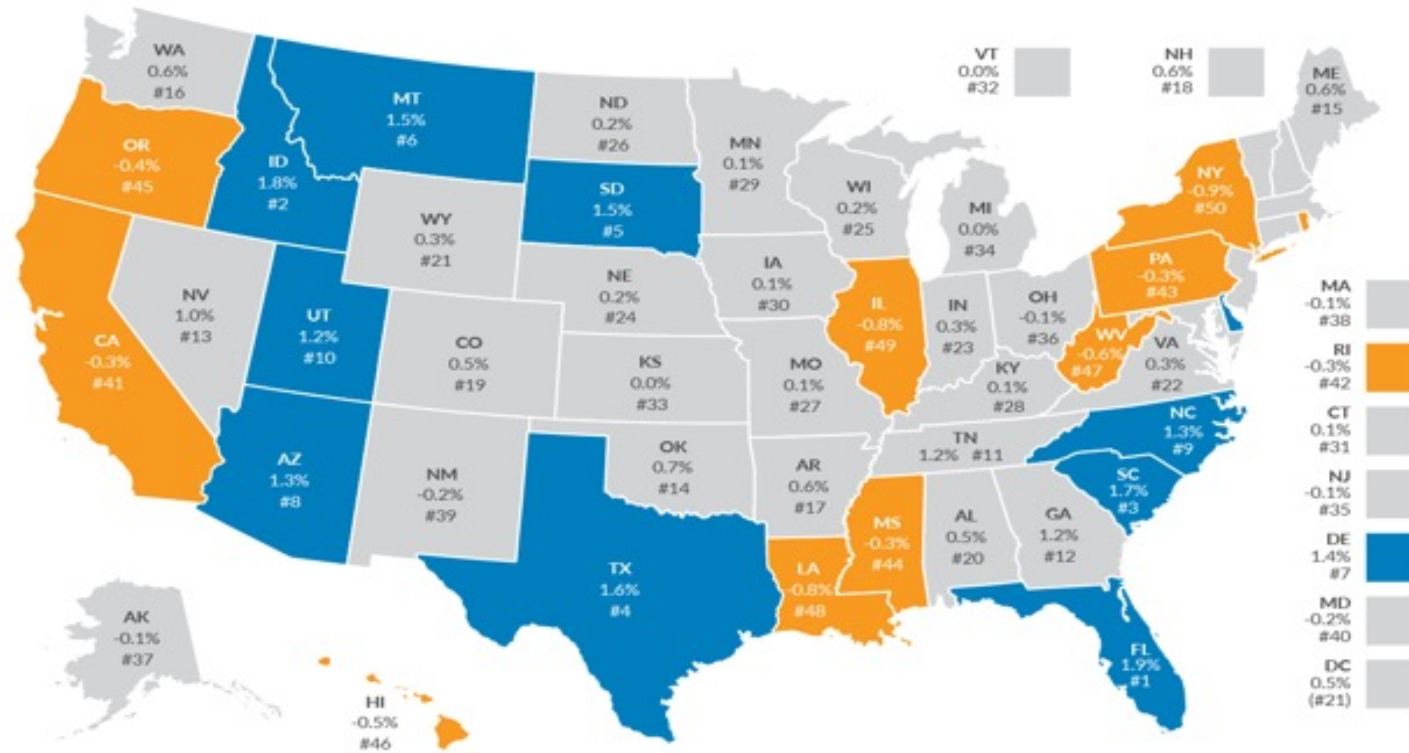 WA
0.6%
#16
OR
-0.4%
#45
CA
-0.3%
#41
NV
1.0%
#13
ID
1.8%
#2
MT
1.5%
#6
WY
0.3%
#21
UT
1.2%
#10
AZ
1.3%
#8
CO
0.5%
#19
NM
-0.2%
#39
ND
0.2%
#26
SD
1.5%
#5
NE
0.2%
#24
KS
0.0%
#33
OK
0.7%
#14
TX
1.6%
#4
MN
0.1%
#29
IA
0.1%
#30
MO
0.1%
#27
AR
0.6%
#17
LA
-0.8%
#48
WI
0.2%
#25
IL
-0.8%
#49
MI
0.0%
#34
IN
0.3%
#23
OH
-0.1%
#36
KY
0.1%
#28
TN
1.2% #11
MS
-0.3%
#44
AL
0.5%
#20
GA
1.2%
#12
FL
1.9%
#1
SC
1.7%
#3
NC
1.3%
#9
VA
0.3%
#22
WV
-0.6%
#47
PA
-0.3%
#43
NY
-0.9%
#50
VT
0.0%
#32
NH
0.6%
#18
ME
0.6%
#15
MA
-0.1%
#38
RI
-0.3%
#42
CT
0.1%
#31
NJ
-0.1%
#35
DE
1.4%
#7
MD
-0.2%
#40
DC
0.5%
(#21)
AK
-0.1%
#37
HI
-0.5%
#46